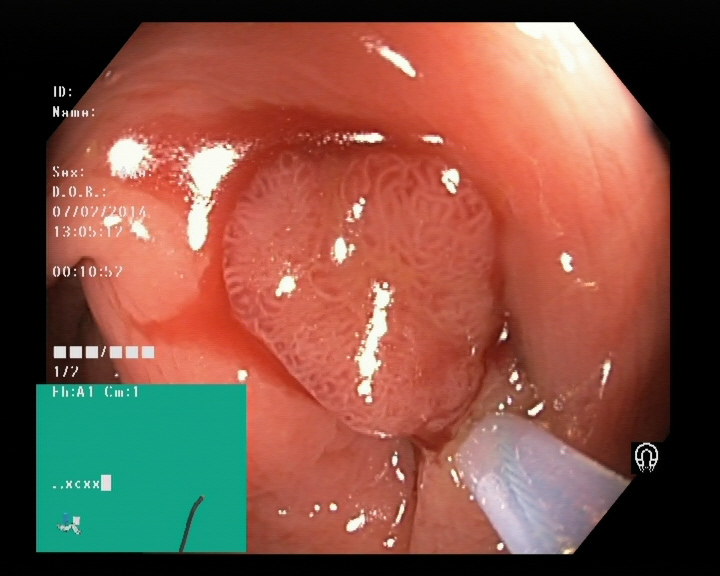 ID:
Name:
Sex: Age:
D.O.B.:
07/02/2014
13:05:12
00:10:52
■■■/■■■
1/2
Eh:A1 Cm:1
..xcxx